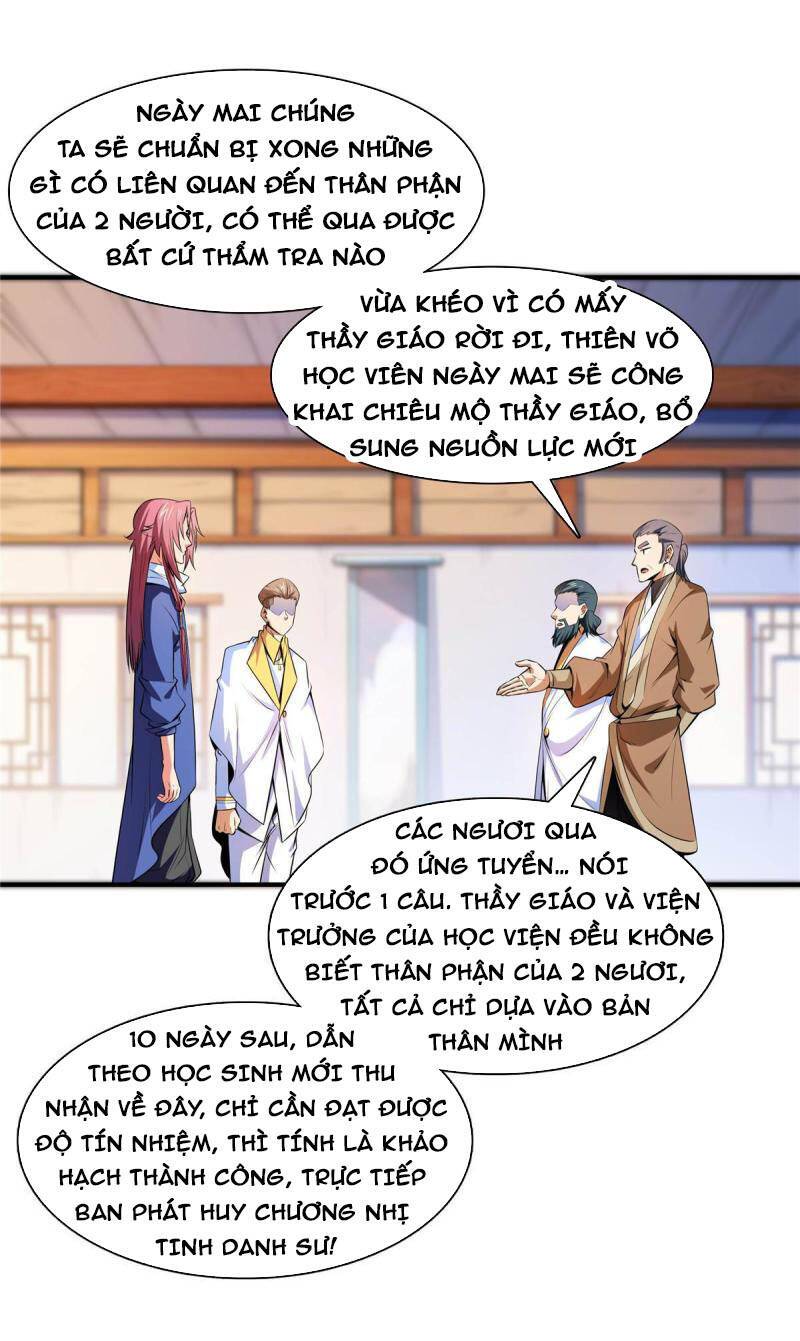 NGÀY MAI CHÚNG
TA SẼ CHUẨN BỊ XONG NHỮNG
GÌ CÓ LIÊN QUAN ĐẾN THÂN PHẬN
CỦA 2 NGƯỜI, CÓ THỂ QUA ĐƯỢC
BẤT CỨ THẨM TRA NÀO
VỪA KHÉO VÌ CÓ MẤY
THẦY GIÁO RỜI ĐI, THIÊN VÕ
HỌC VIÊN NGÀY MAI SẼ CÔNG
KHAI CHIÊU MỘ THẦY GIÁO, BỔ
SUNG NGUỒN LỰC MỚI
CÁC NGƯƠI QUA
ĐÓ ỨNG TUYỂN... NÓI
TRƯỚC 1 CÂU. THẦY GIÁO VÀ VIỆN
TRƯỞNG CỦA HỌC VIỆN ĐỀU KHÔNG
BIẾT THÂN PHẬN CỦA 2 NGƯƠI,
TẤT CẢ CHỈ DỰA VÀO BẢN
THÂN MÌNH
10 NGÀY SAU, DẪN
THEO HỌC SINH MỚI THU
NHẬN VỀ ĐÂY, CHỈ CẦN ĐẠT ĐƯỢC
ĐỘ TÍN NHIỆM, THÌ TÍNH LÀ KHẢO
HẠCH THÀNH CÔNG, TRỰC TIẾP
BAN PHÁT HUY CHƯƠNG NHỊ
TINH DANH SƯ!